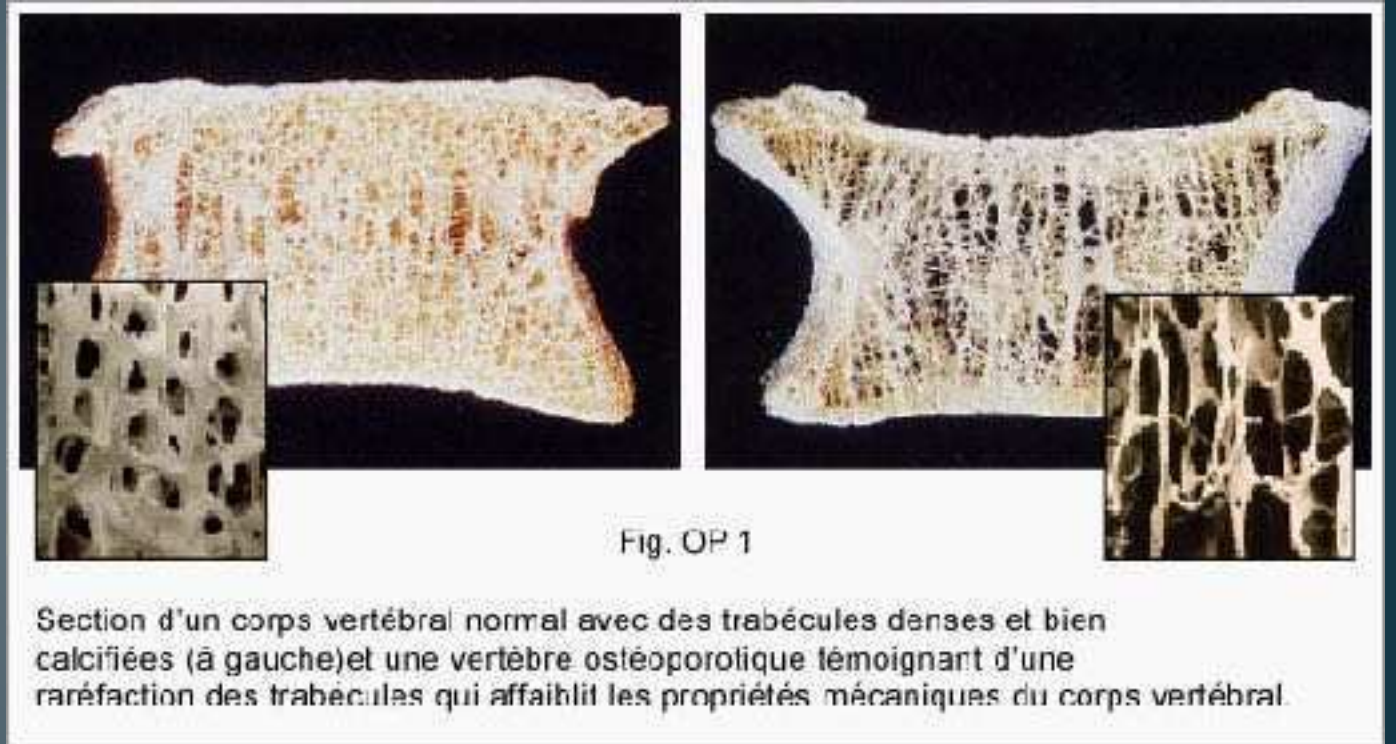 Fig. OP 1
Section d'un corps vertébral normal avec des trabécules denses et bien
calcifiées (à gauche)et une vertèbre ostéoporotique témoignant d'une
raréfaction des trabécules qui affaiblit les propriétés mécaniques du corps vertébral.